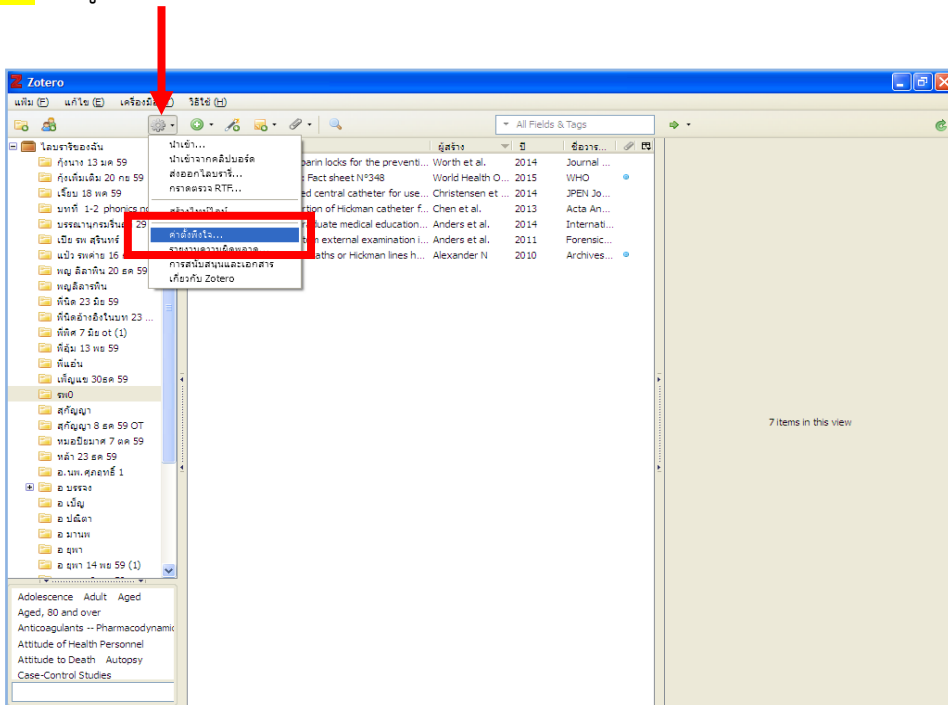 Zotero
แฟ้ม (F) แก้ไข (E) วิธีใช้ (H)
All Fields & Tags
ไลบรารีของฉัน
กุ้งนาง 13 มค 59
กุ้งเพิ่มเติม 20 กย 59
เจี๊ยบ 18 พค 59
บทที่ 1-2 phonics
เปีย รพ สุรินทร์
แป๋ว รพค่าย 16
พญ ลิลาพิน 20 ธค 59
พญลิลารพิน
พี่นิด 23 มิย 59
พี่นิดอ้างอิงในบท 23 ...
พี่พิศ 7 มิย ot (1)
พี่อุ้ม 13 พย 59
พี่แอ๋น
เพ็ญแข 30ธค 59
รพ0
สุกัญญา
สุกัญญา 8 ธค 59 OT
หมอปิยมาศ 7 ตค 59
หล้า 23 ธค 59
อ.นพ.ศุภฤทธิ์ 1
อ บรรจง
อ เบ็ญ
อ ปณิตา
อ มานพ
อ ยุพา
อ ยุพา 14 พย 59 (1)
นำเข้า...
นำเข้าจากคลิปบอร์ด
ส่งออกไลบรารี...
กราดตรวจ RTF...
ค่าตั้งพึงใจ...
รายงานความผิดพลาด
การสนับสนุนและเอกสาร
เกี่ยวกับ Zotero
ผู้สร้าง ปี ชื่อวาร...
parin locks for the preventi... Worth et al. 2014 Journal ...
: Fact sheet N°348 World Health O... 2015 WHO
ed central catheter for use... Christensen et ... 2014 JPEN Jo...
rtion of Hickman catheter f... Chen et al. 2013 Acta An...
raduate medical education... Anders et al. 2014 Internati...
external examination i... Anders et al. 2011 Forensic...
aths or Hickman lines h... Alexander N 2010 Archives...
7 items in this view
Adolescence Adult Aged
Aged, 80 and over
Anticoagulants -- Pharmacodynamic
Attitude of Health Personnel
Attitude to Death Autopsy
Case-Control Studies